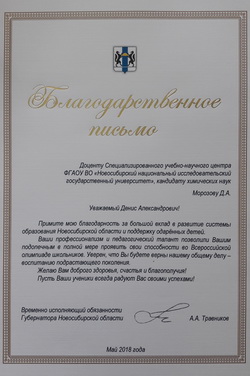 Благодарственное
письмо
Доценту Специализированного учебно-научного центра
ФГАОУ ВО «Новосибирский национальный исследовательский
государственный университет», кандидату химических наук
Морозову Д.А.
Уважаемый Денис Александрович!
Примите мою благодарность за большой вклад в развитие системы
образования Новосибирской области и поддержку одарённых детей.
Ваши профессионализм и педагогический талант позволили Вашим
подопечным в полной мере проявить свои способности во Всероссийской
олимпиаде школьников. Уверен, что Вы будете верны нашему общему делу –
воспитанию подрастающего поколения.
Желаю Вам доброго здоровья, счастья и благополучия!
Пусть Ваши ученики всегда радуют Вас своими успехами!
Временно исполняющий обязанности
Губернатора Новосибирской области А.А. Травников
Май 2018 года